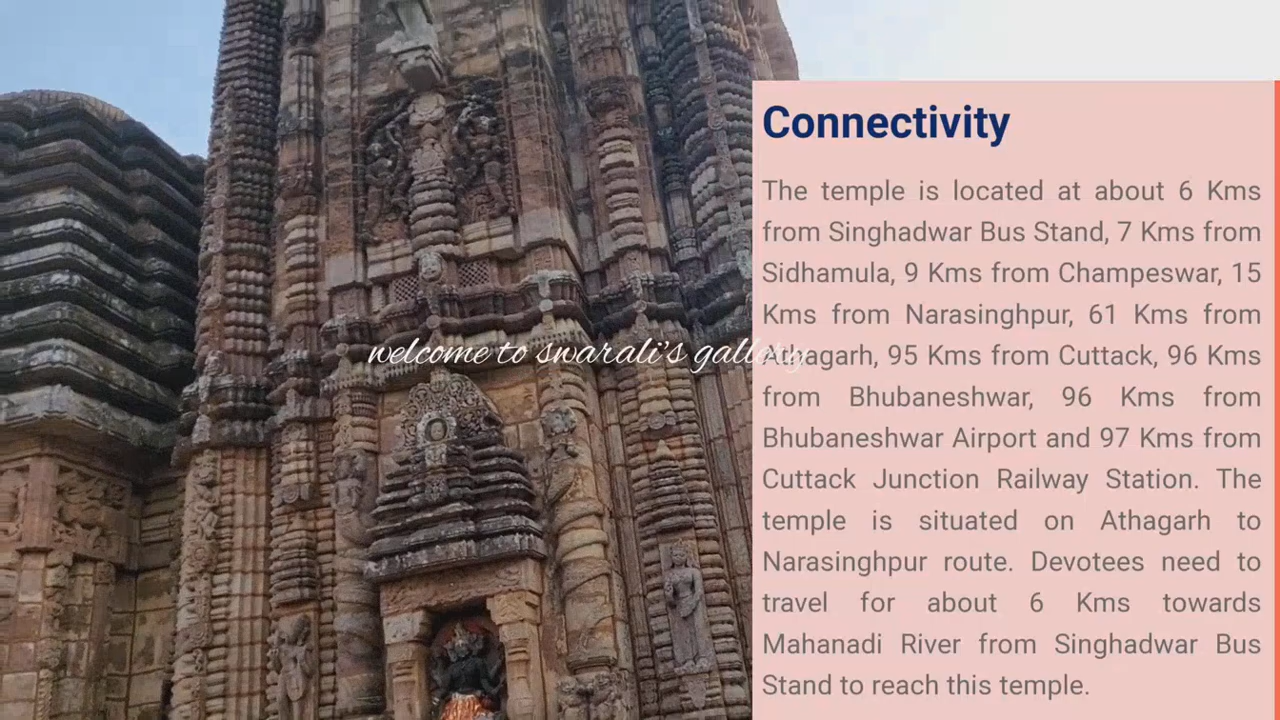 Connectivity
The temple is located at about 6 Kms
from Singhadwar Bus Stand, 7 Kms from
Sidhamula, 9 Kms from Champeswar, 15
Kms from Narasinghpur, 61 Kms from
Athagarh, 95 Kms from Cuttack, 96 Kms
from Bhubaneshwar, 96 Kms from
Bhubaneshwar Airport and 97 Kms from
Cuttack Junction Railway Station. The
temple is situated on Athagarh to
Narasinghpur route. Devotees need to
travel for about 6 Kms towards
Mahanadi River from Singhadwar Bus
Stand to reach this temple.
welcome to swarali's gallery